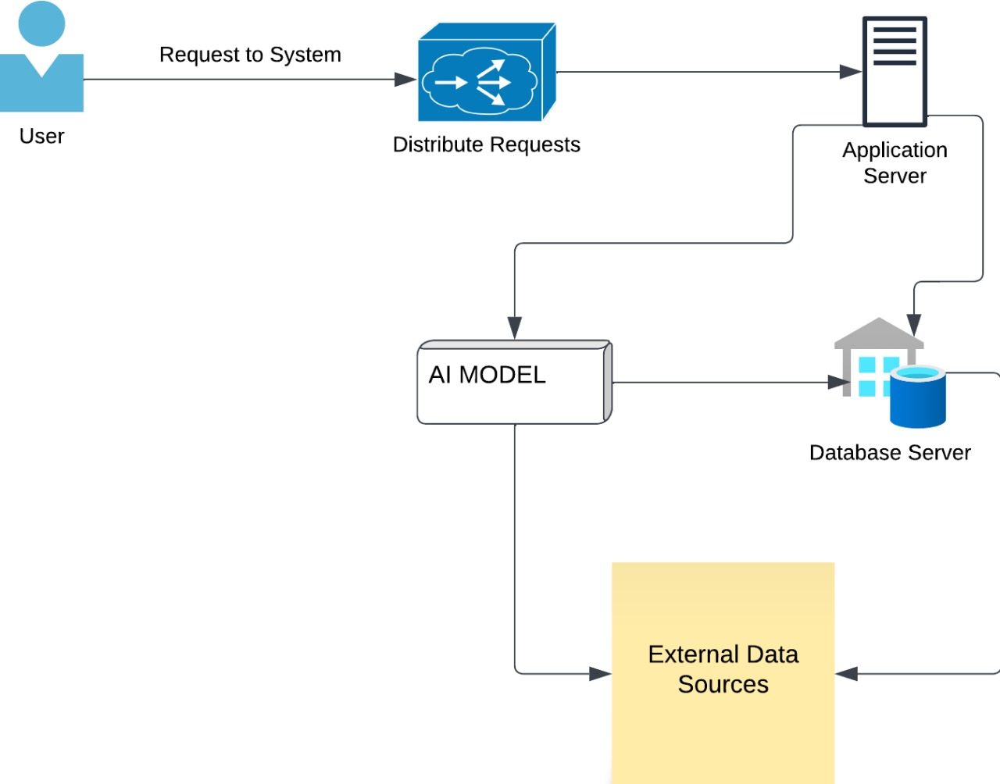 Request to System
User
Distribute Requests
Application
Server
AI MODEL
Database Server
External Data
Sources